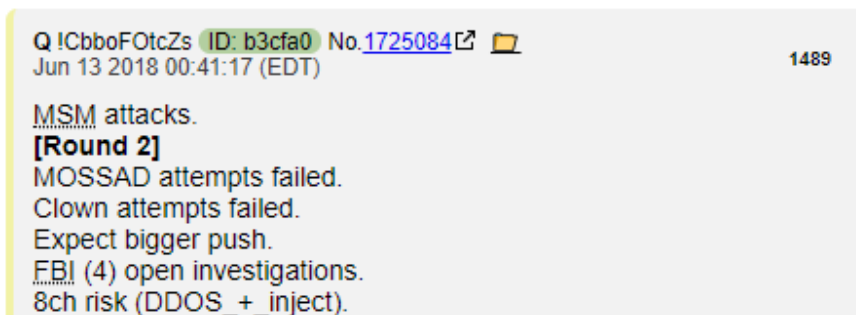 Q !CbboFOtcZs ID: b3cfa0 No.1725084
Jun 13 2018 00:41:17 (EDT)
1489
MSM attacks.
[Round 2]
MOSSAD attempts failed.
Clown attempts failed.
Expect bigger push.
FBI (4) open investigations.
8ch risk (DDOS_+_inject).